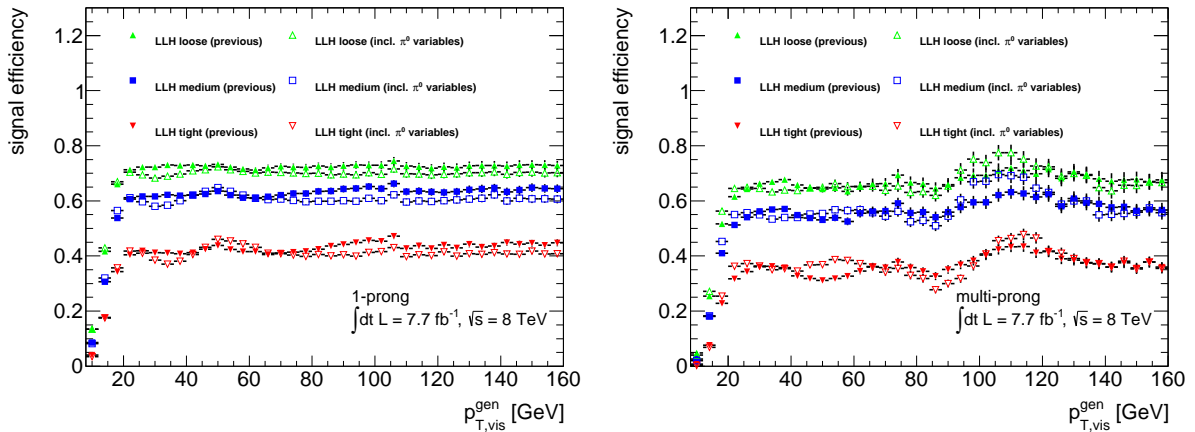 signal efficiency
1.2
1
0.8
0.6
0.4
0.2
0
LLH loose (previous)
LLH loose (incl. π⁰ variables)
LLH medium (previous)
LLH medium (incl. π⁰ variables)
LLH tight (previous)
LLH tight (incl. π⁰ variables)
1-prong
∫dt L = 7.7 fb⁻¹, √s = 8 TeV
20 40 60 80 100 120 140 160
p_{T,vis}^{gen} [GeV]
signal efficiency
1.2
1
0.8
0.6
0.4
0.2
0
LLH loose (previous)
LLH loose (incl. π⁰ variables)
LLH medium (previous)
LLH medium (incl. π⁰ variables)
LLH tight (previous)
LLH tight (incl. π⁰ variables)
multi-prong
∫dt L = 7.7 fb⁻¹, √s = 8 TeV
20 40 60 80 100 120 140 160
p_{T,vis}^{gen} [GeV]